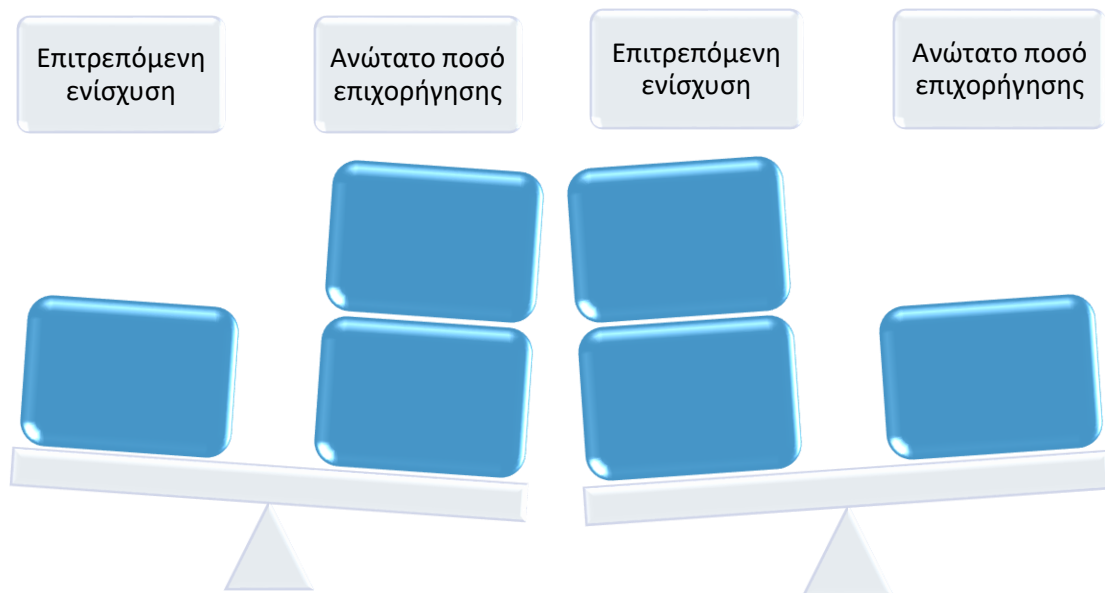 Επιτρεπόμενη
ενίσχυση
Ανώτατο ποσό
επιχορήγησης
Επιτρεπόμενη
ενίσχυση
Ανώτατο ποσό
επιχορήγησης